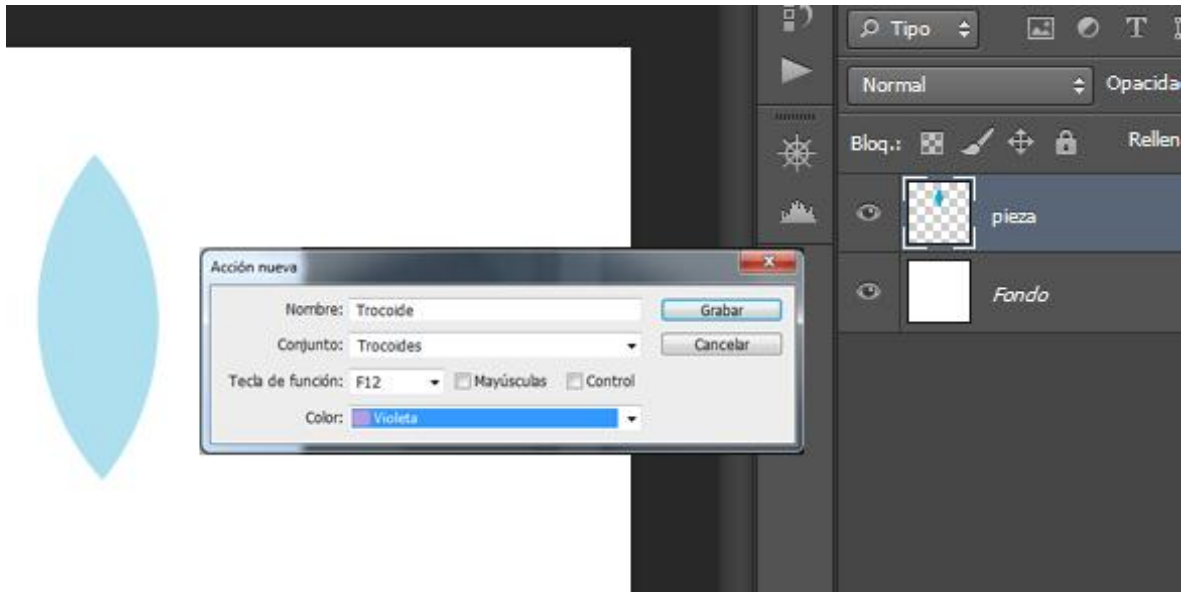 Tipo
T
Normal
Opacida
Bloq.:
Rellen
pieza
Fondo
Acción nueva
Nombre: Trocoide
Grabar
Conjunto: Trocoides
Cancelar
Tecla de función: F12 Mayúsculas Control
Color: Violeta